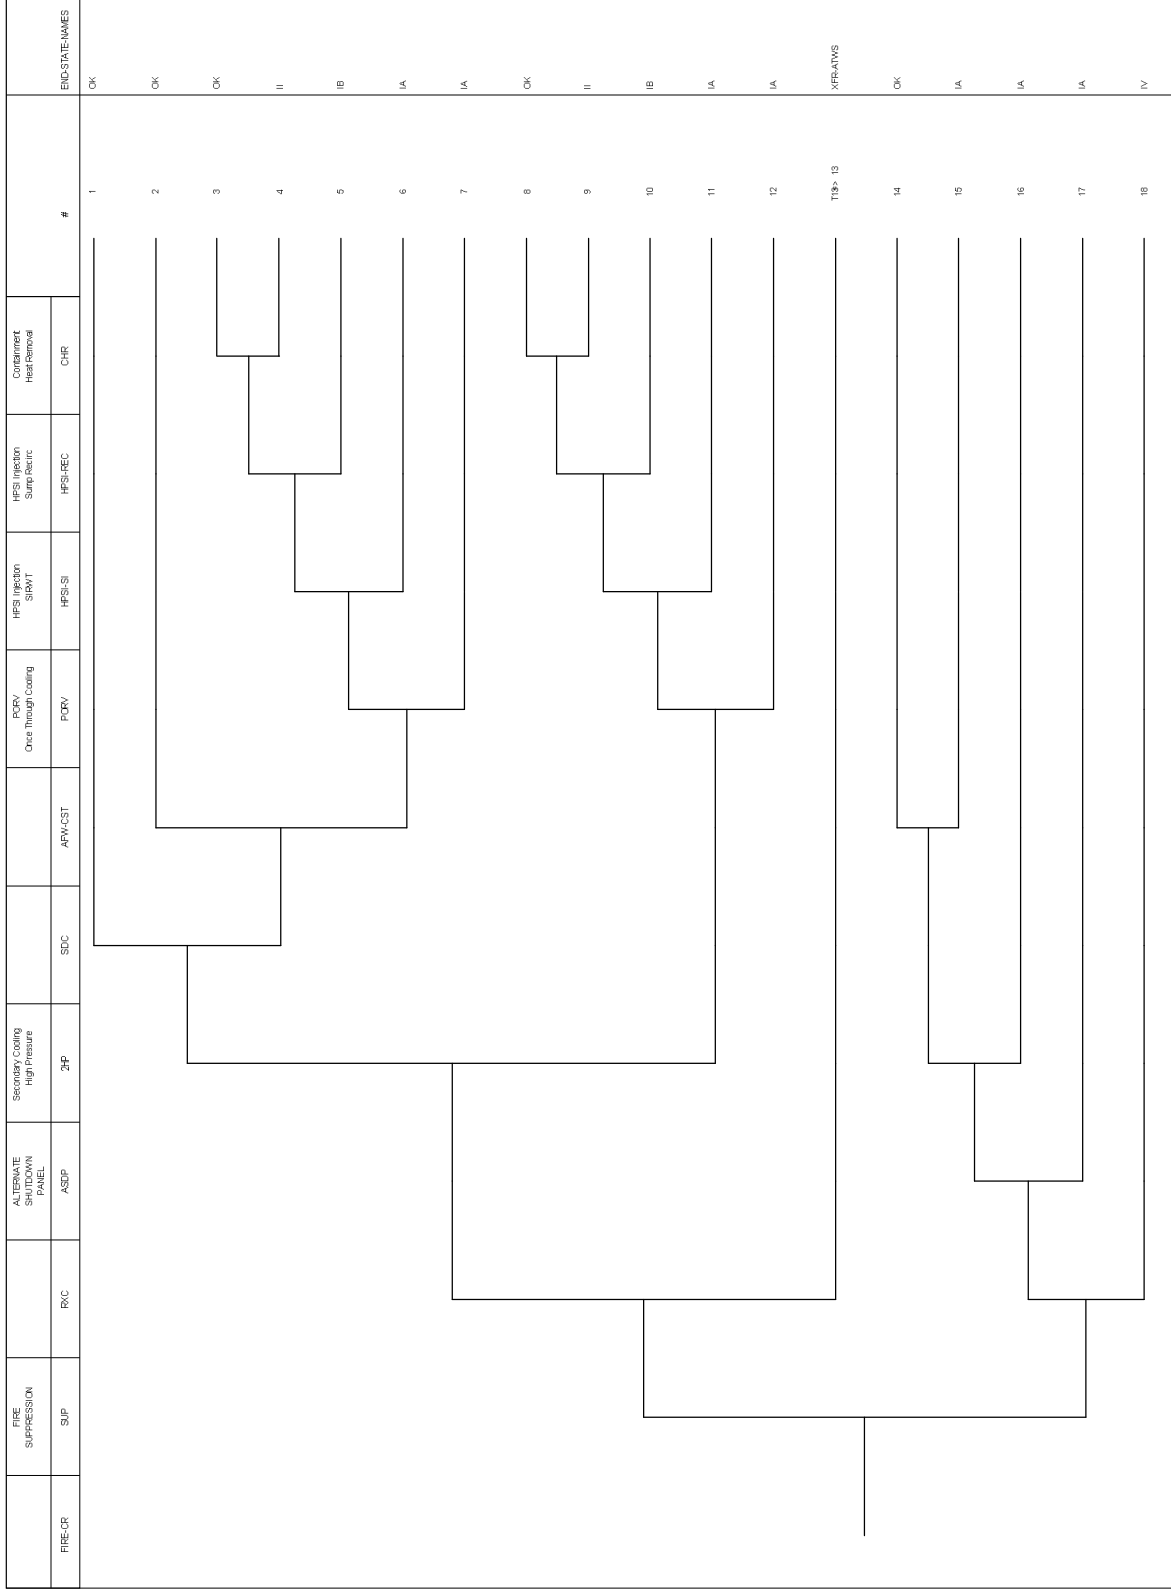 FIRE
SUPPRESSION
ALTERNATE
SHUTDOWN
PANEL
Secondary Cooling
High Pressure
PORV
Once Through Cooling
HPSI Injection
SIRWT
HPSI Injection
Sump Recirc
Containment
Heat Removal
FIRE-CR
SUP
RXC
ASDP
2HP
SDC
AFW-CST
PORV
HPSI-SI
HPSI-REC
CHR
#
END-STATE-NAMES
1 OK
2 OK
3 OK
4 II
5 IB
6 IA
7 IA
8 OK
9 II
10 IB
11 IA
12 IA
13 XFR-ATWS
14 OK
15 IA
16 IA
17 IA
18 IV